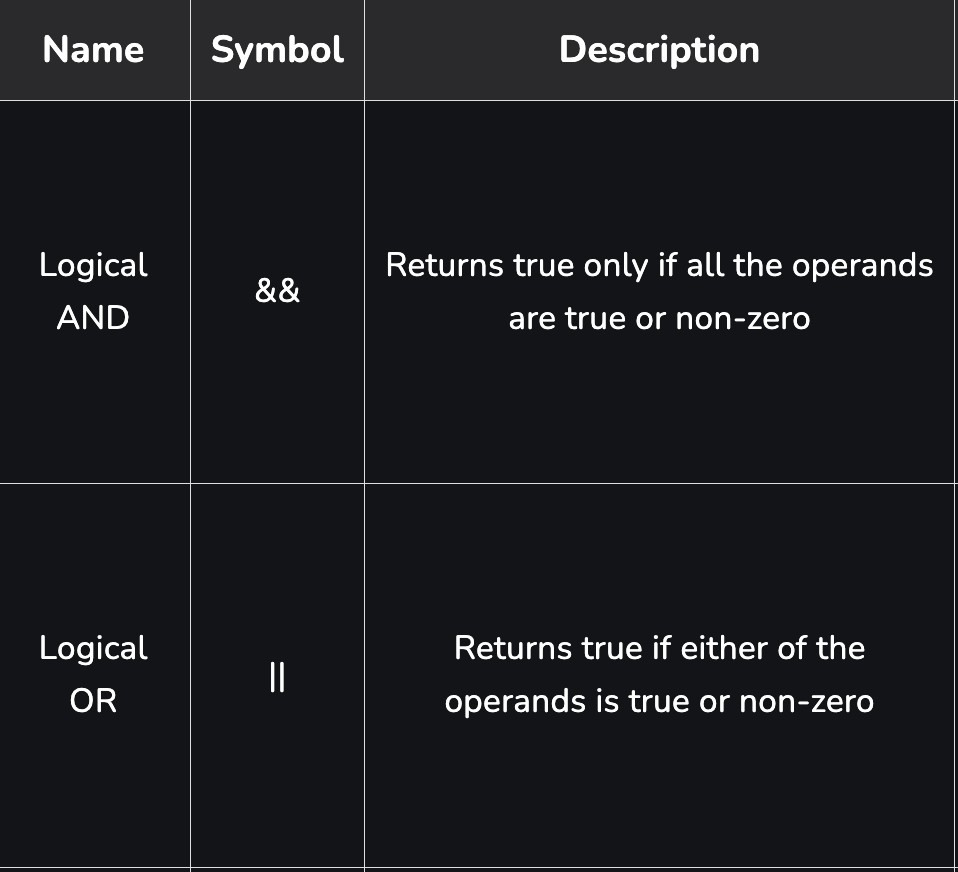 Name Symbol Description
Logical
AND
&&
Returns true only if all the operands
are true or non-zero
Logical
OR
||
Returns true if either of the
operands is true or non-zero